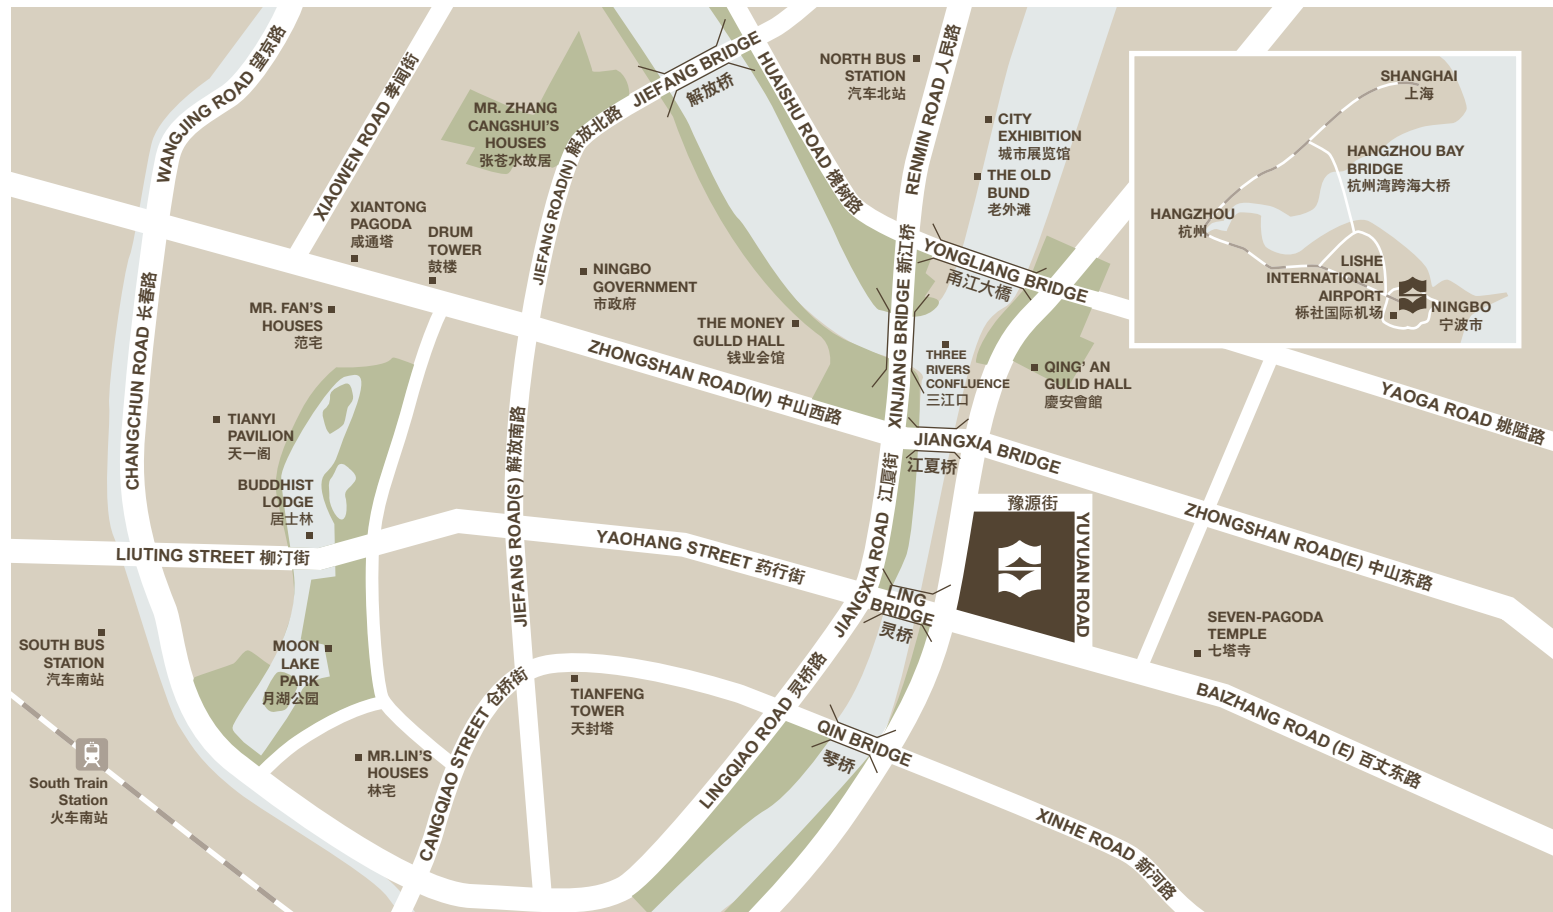 WANGJING ROAD 望京路
XIAOWEN ROAD 孝闻街
MR. ZHANG
CANGSHUI'S
HOUSES
张苍水故居
JIEFANG BRIDGE
解放桥
JIEFANG ROAD(N) 解放北路
HUAISHU ROAD 槐树路
NORTH BUS
STATION
汽车北站
RENMIN ROAD 人民路
CITY
EXHIBITION
城市展览馆
THE OLD
BUND
老外滩
SHANGHAI
上海
HANGZHOU BAY
BRIDGE
杭州湾跨海大桥
HANGZHOU
杭州
LISHE
INTERNATIONAL
AIRPORT
栎社国际机场
NINGBO
宁波市
XIANTONG
PAGODA
咸通塔
DRUM
TOWER
鼓楼
NINGBO
GOVERNMENT
市政府
MR. FAN'S
HOUSES
范宅
THE MONEY
GULLD HALL
钱业会馆
XINJIANG BRIDGE 新江桥
YONGLIANG BRIDGE
甬江大橋
THREE
RIVERS
CONFLUENCE
三江口
QING' AN
GULID HALL
慶安會館
CHANGCHUN ROAD 长春路
ZHONGSHAN ROAD(W) 中山西路
YAOGA ROAD 姚隘路
TIANYI
PAVILION
天一阁
BUDDHIST
LODGE
居士林
JIEFANG ROAD(S) 解放南路
JIANGXIA BRIDGE
江夏桥
JIANGXIA ROAD 江厦街
豫源街
YUYUAN ROAD
ZHONGSHAN ROAD(E) 中山东路
LIUTING STREET 柳汀街
YAOHANG STREET 药行街
LING
BRIDGE
灵桥
SEVEN-PAGODA
TEMPLE
七塔寺
SOUTH BUS
STATION
汽车南站
MOON
LAKE
PARK
月湖公园
TIANFENG
TOWER
天封塔
CANGQIAO STREET 仓桥街
LINGQIAO ROAD 灵桥路
QIN BRIDGE
琴桥
BAIZHANG ROAD (E) 百丈东路
South Train
Station
火车南站
MR.LIN'S
HOUSES
林宅
XINHE ROAD 新河路